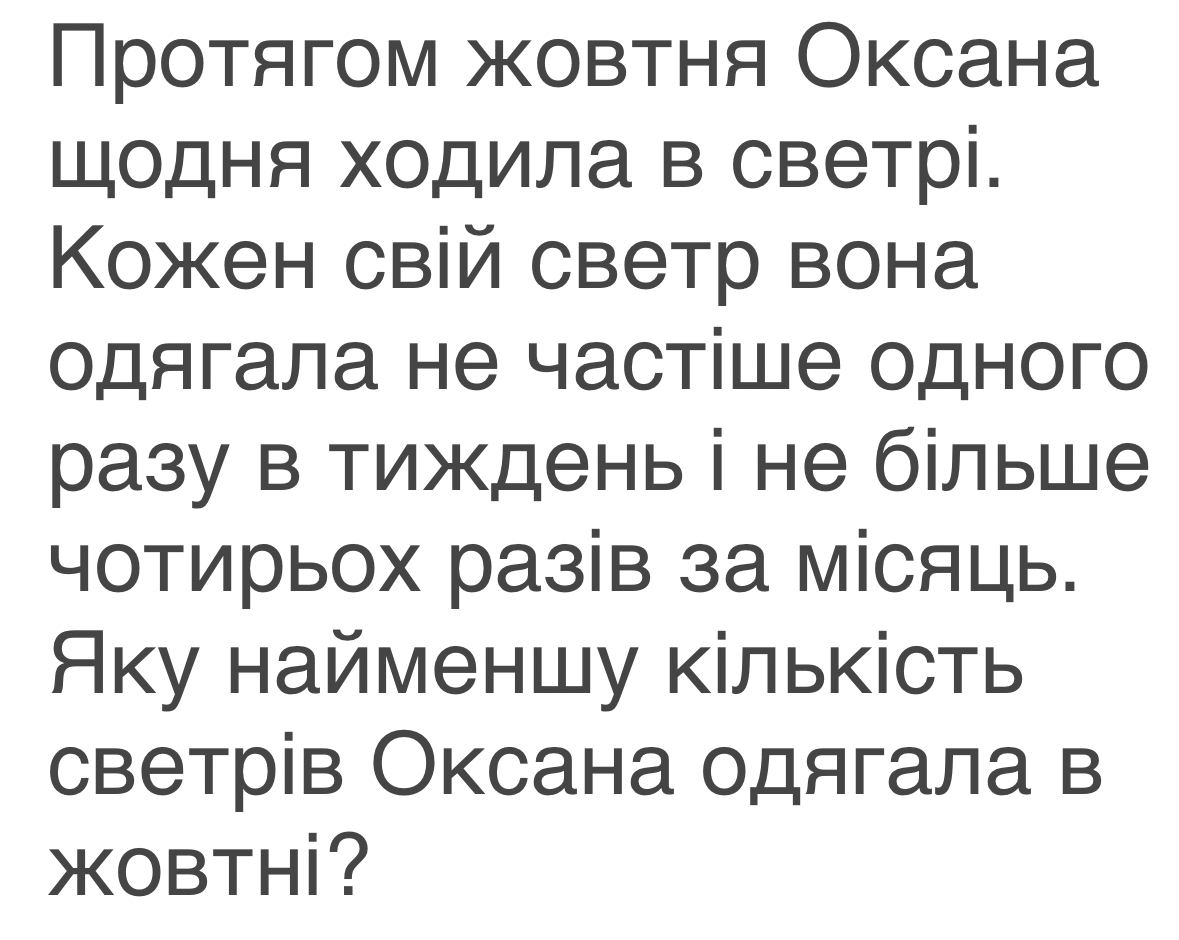 Протягом жовтня Оксана
щодня ходила в светрі.
Кожен свій светр вона
одягала не частіше одного
разу в тиждень і не більше
чотирьох разів за місяць.
Яку найменшу кількість
светрів Оксана одягала в
жовтні?